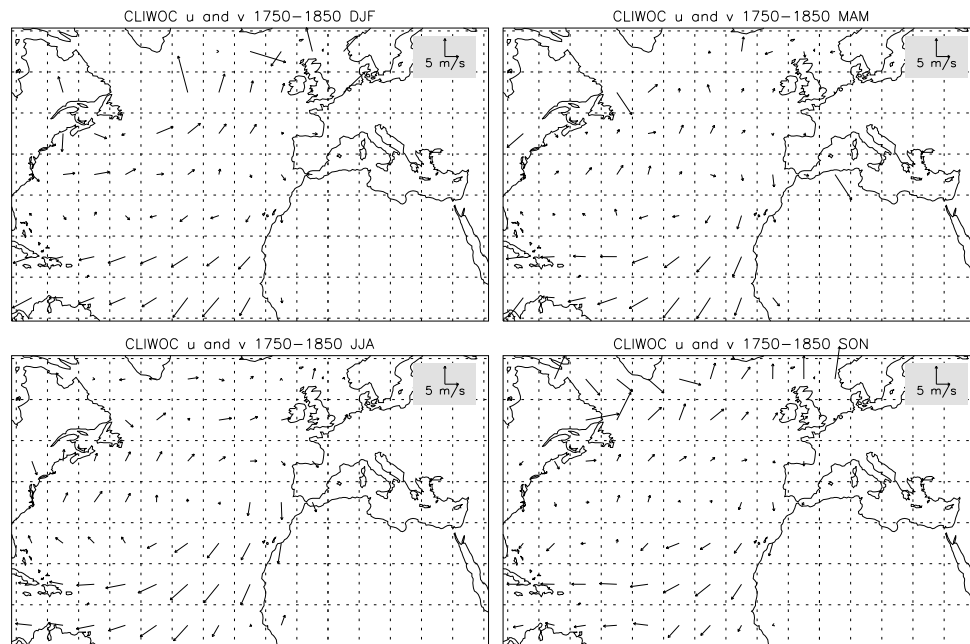 CLIWOC u and v 1750-1850 DJF
5 m/s
CLIWOC u and v 1750-1850 MAM
5 m/s
CLIWOC u and v 1750-1850 JJA
5 m/s
CLIWOC u and v 1750-1850 SON
5 m/s